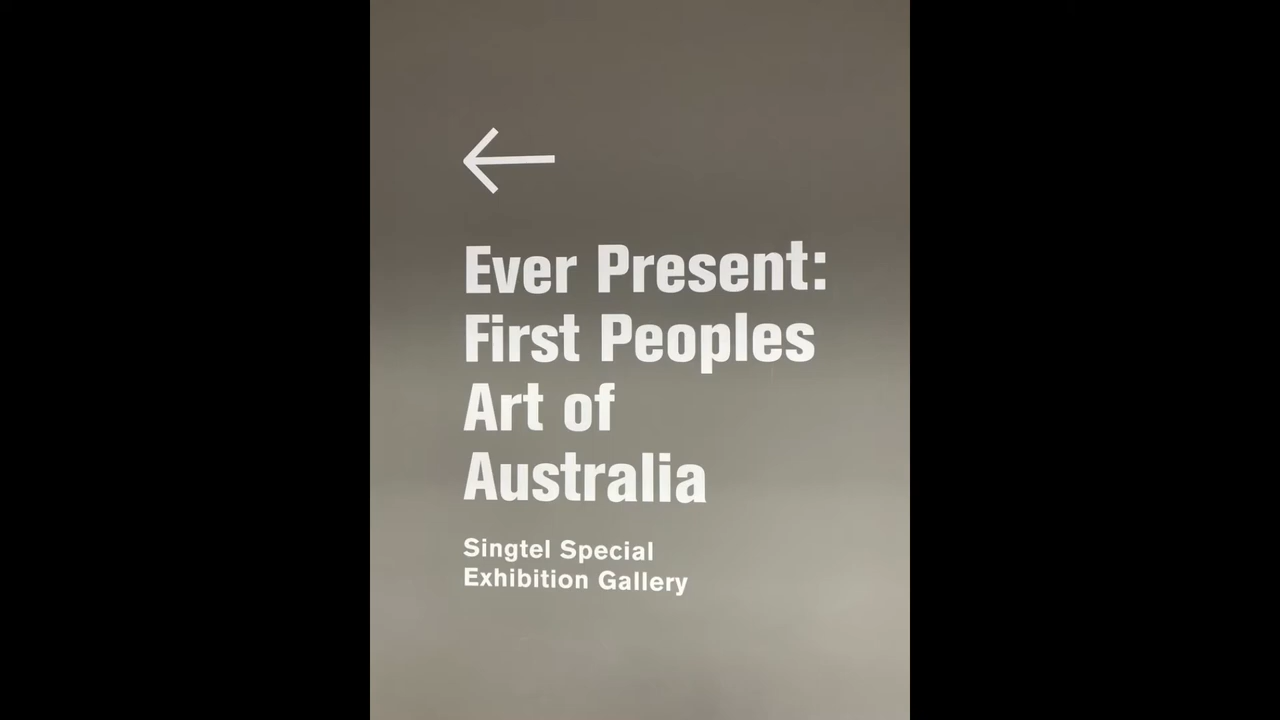 Ever Present:
First Peoples
Art of
Australia
Singtel Special
Exhibition Gallery